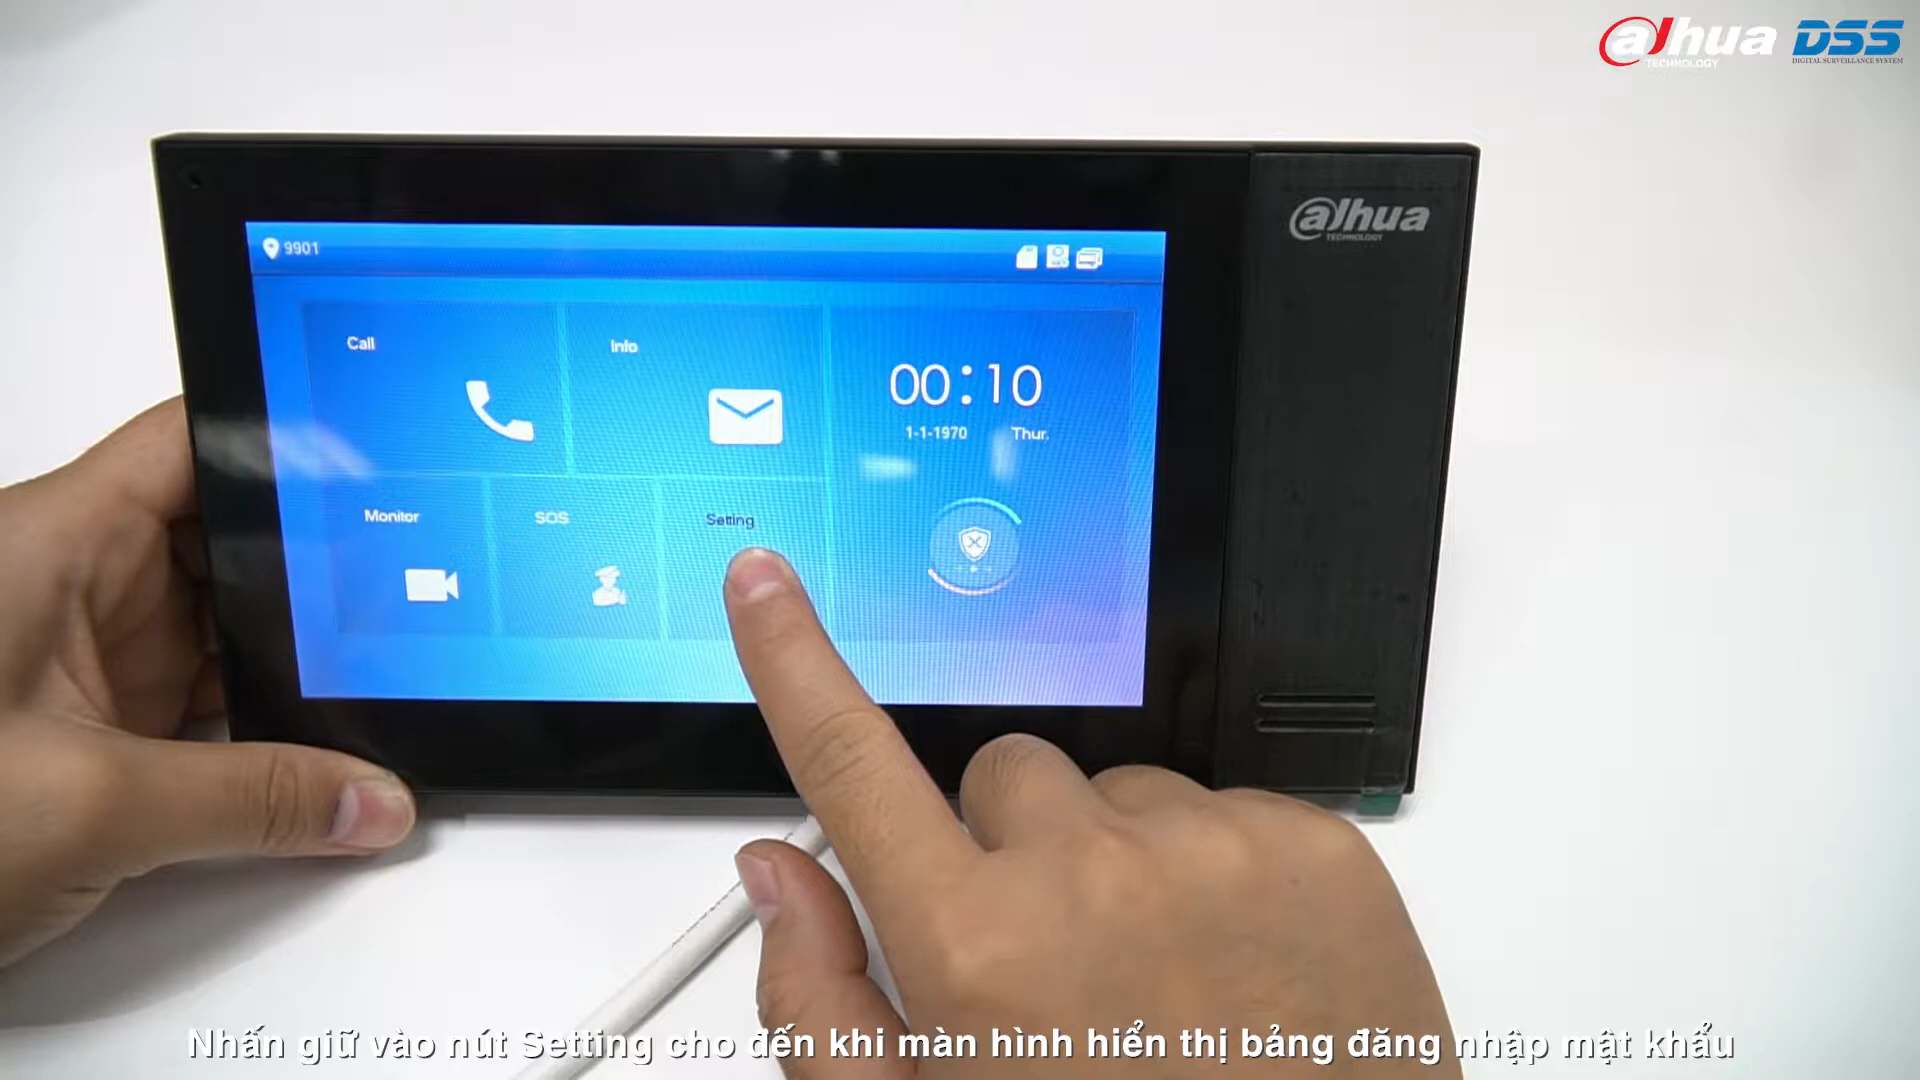 alhua DSS
TECHNOLOGY DIGITAL SURVEILLANCE SYSTEM
alhua
TECHNOLOGY
9901
Call
Info
00:10
1-1-1970 Thur.
Monitor
SOS
Setting
Nhấn giữ vào nút Setting cho đến khi màn hình hiển thị bảng đăng nhập mật khẩu